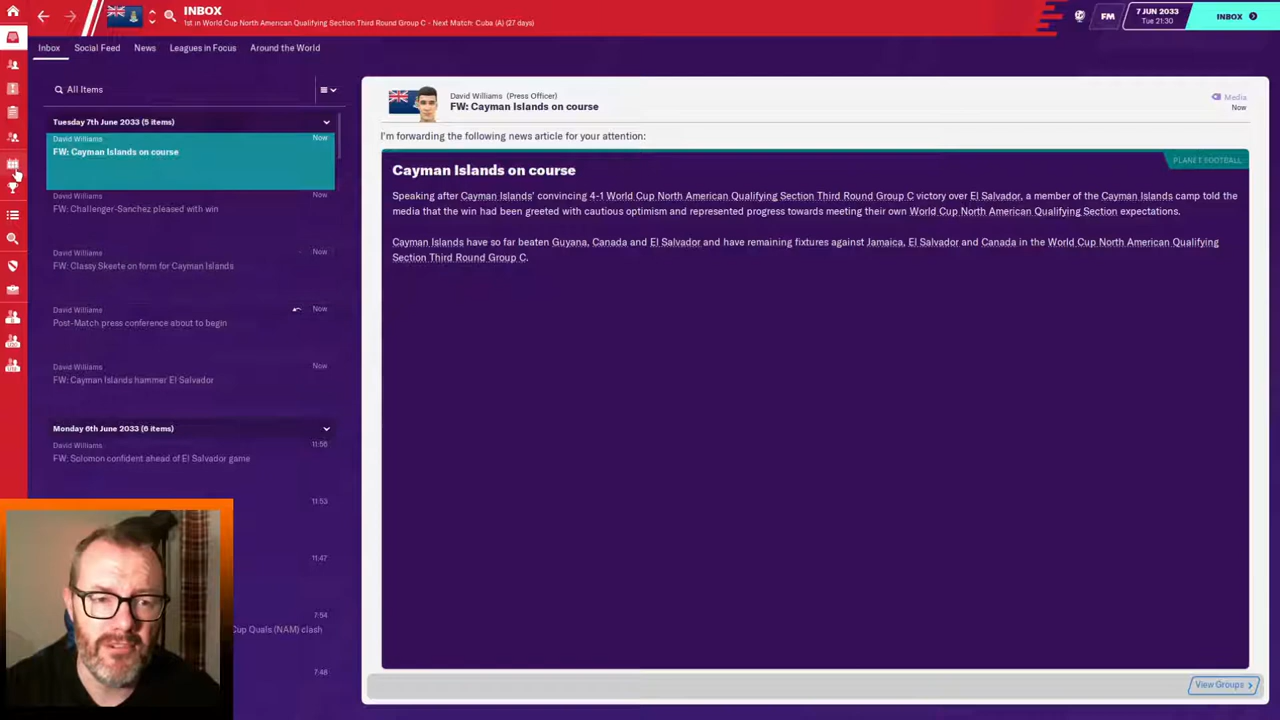 INBOX
1st in World Cup North American Qualifying Section Third Round Group C - Next Match: Cuba (A) (27 days)
FM
7 JUN 2033
Tue 21:30
INBOX
Inbox
Social Feed
News
Leagues in Focus
Around the World
All Items
Tuesday 7th June 2033 (5 items)
David Williams
Now
FW: Cayman Islands on course
David Williams
Now
FW: Challenger-Sanchez pleased with win
David Williams
Now
FW: Classy Skeete on form for Cayman Islands
David Williams
Now
Post-Match press conference about to begin
David Williams
Now
FW: Cayman Islands hammer El Salvador
Monday 6th June 2033 (6 items)
David Williams
11:56
FW: Solomon confident ahead of El Salvador game
11:53
11:47
7:54
Cup Quals (NAM) clash
7:48
David Williams (Press Officer)
FW: Cayman Islands on course
Media
Now
I'm forwarding the following news article for your attention:
Cayman Islands on course
PLANET FOOTBALL
Speaking after Cayman Islands' convincing 4-1 World Cup North American Qualifying Section Third Round Group C victory over El Salvador, a member of the Cayman Islands camp told the
media that the win had been greeted with cautious optimism and represented progress towards meeting their own World Cup North American Qualifying Section expectations.
Cayman Islands have so far beaten Guyana, Canada and El Salvador and have remaining fixtures against Jamaica, El Salvador and Canada in the World Cup North American Qualifying
Section Third Round Group C.
View Groups